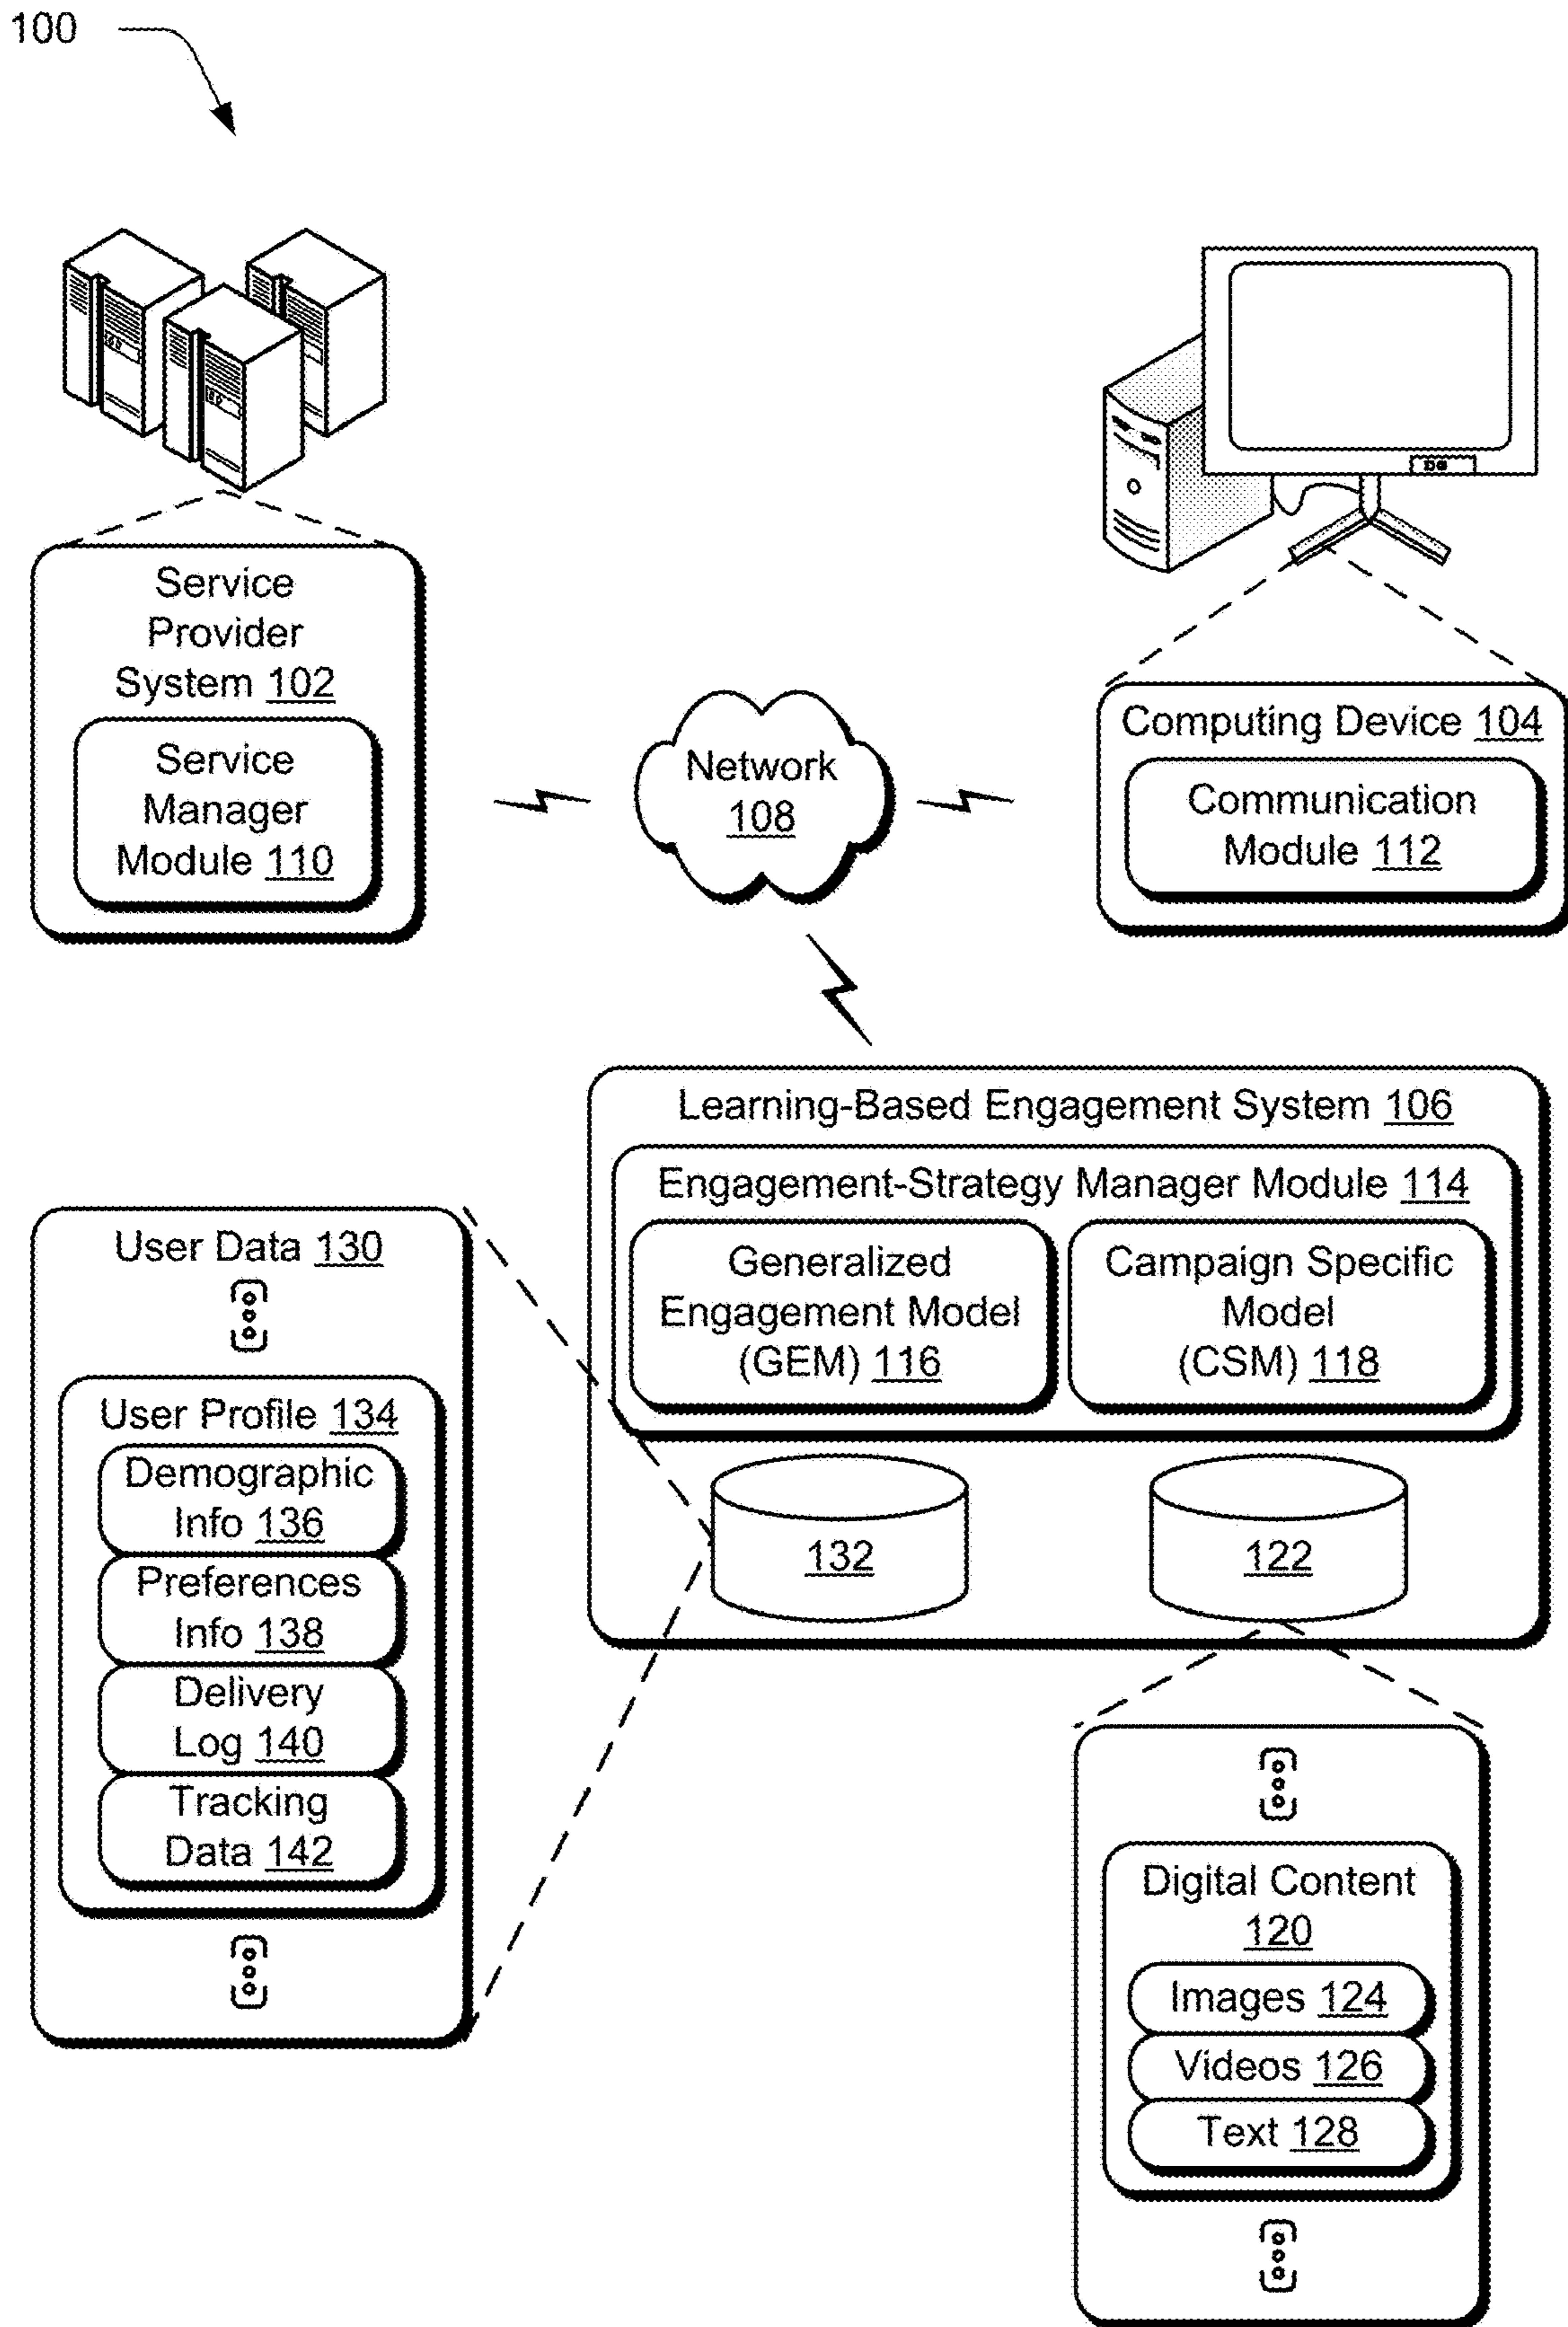 100
Service
Provider
System 102
Service
Manager
Module 110
Network
108
Computing Device 104
Communication
Module 112
Learning-Based Engagement System 106
Engagement-Strategy Manager Module 114
Generalized
Engagement Model
(GEM) 116
Campaign Specific
Model
(CSM) 118
132
122
User Data 130
User Profile 134
Demographic
Info 136
Preferences
Info 138
Delivery
Log 140
Tracking
Data 142
Digital Content
120
Images 124
Videos 126
Text 128